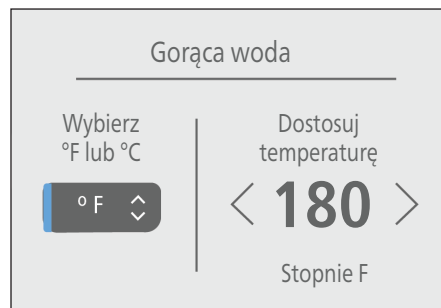 Gorąca woda
Wybierz
°F lub °C
° F
Dostosuj
temperaturę
180
Stopnie F